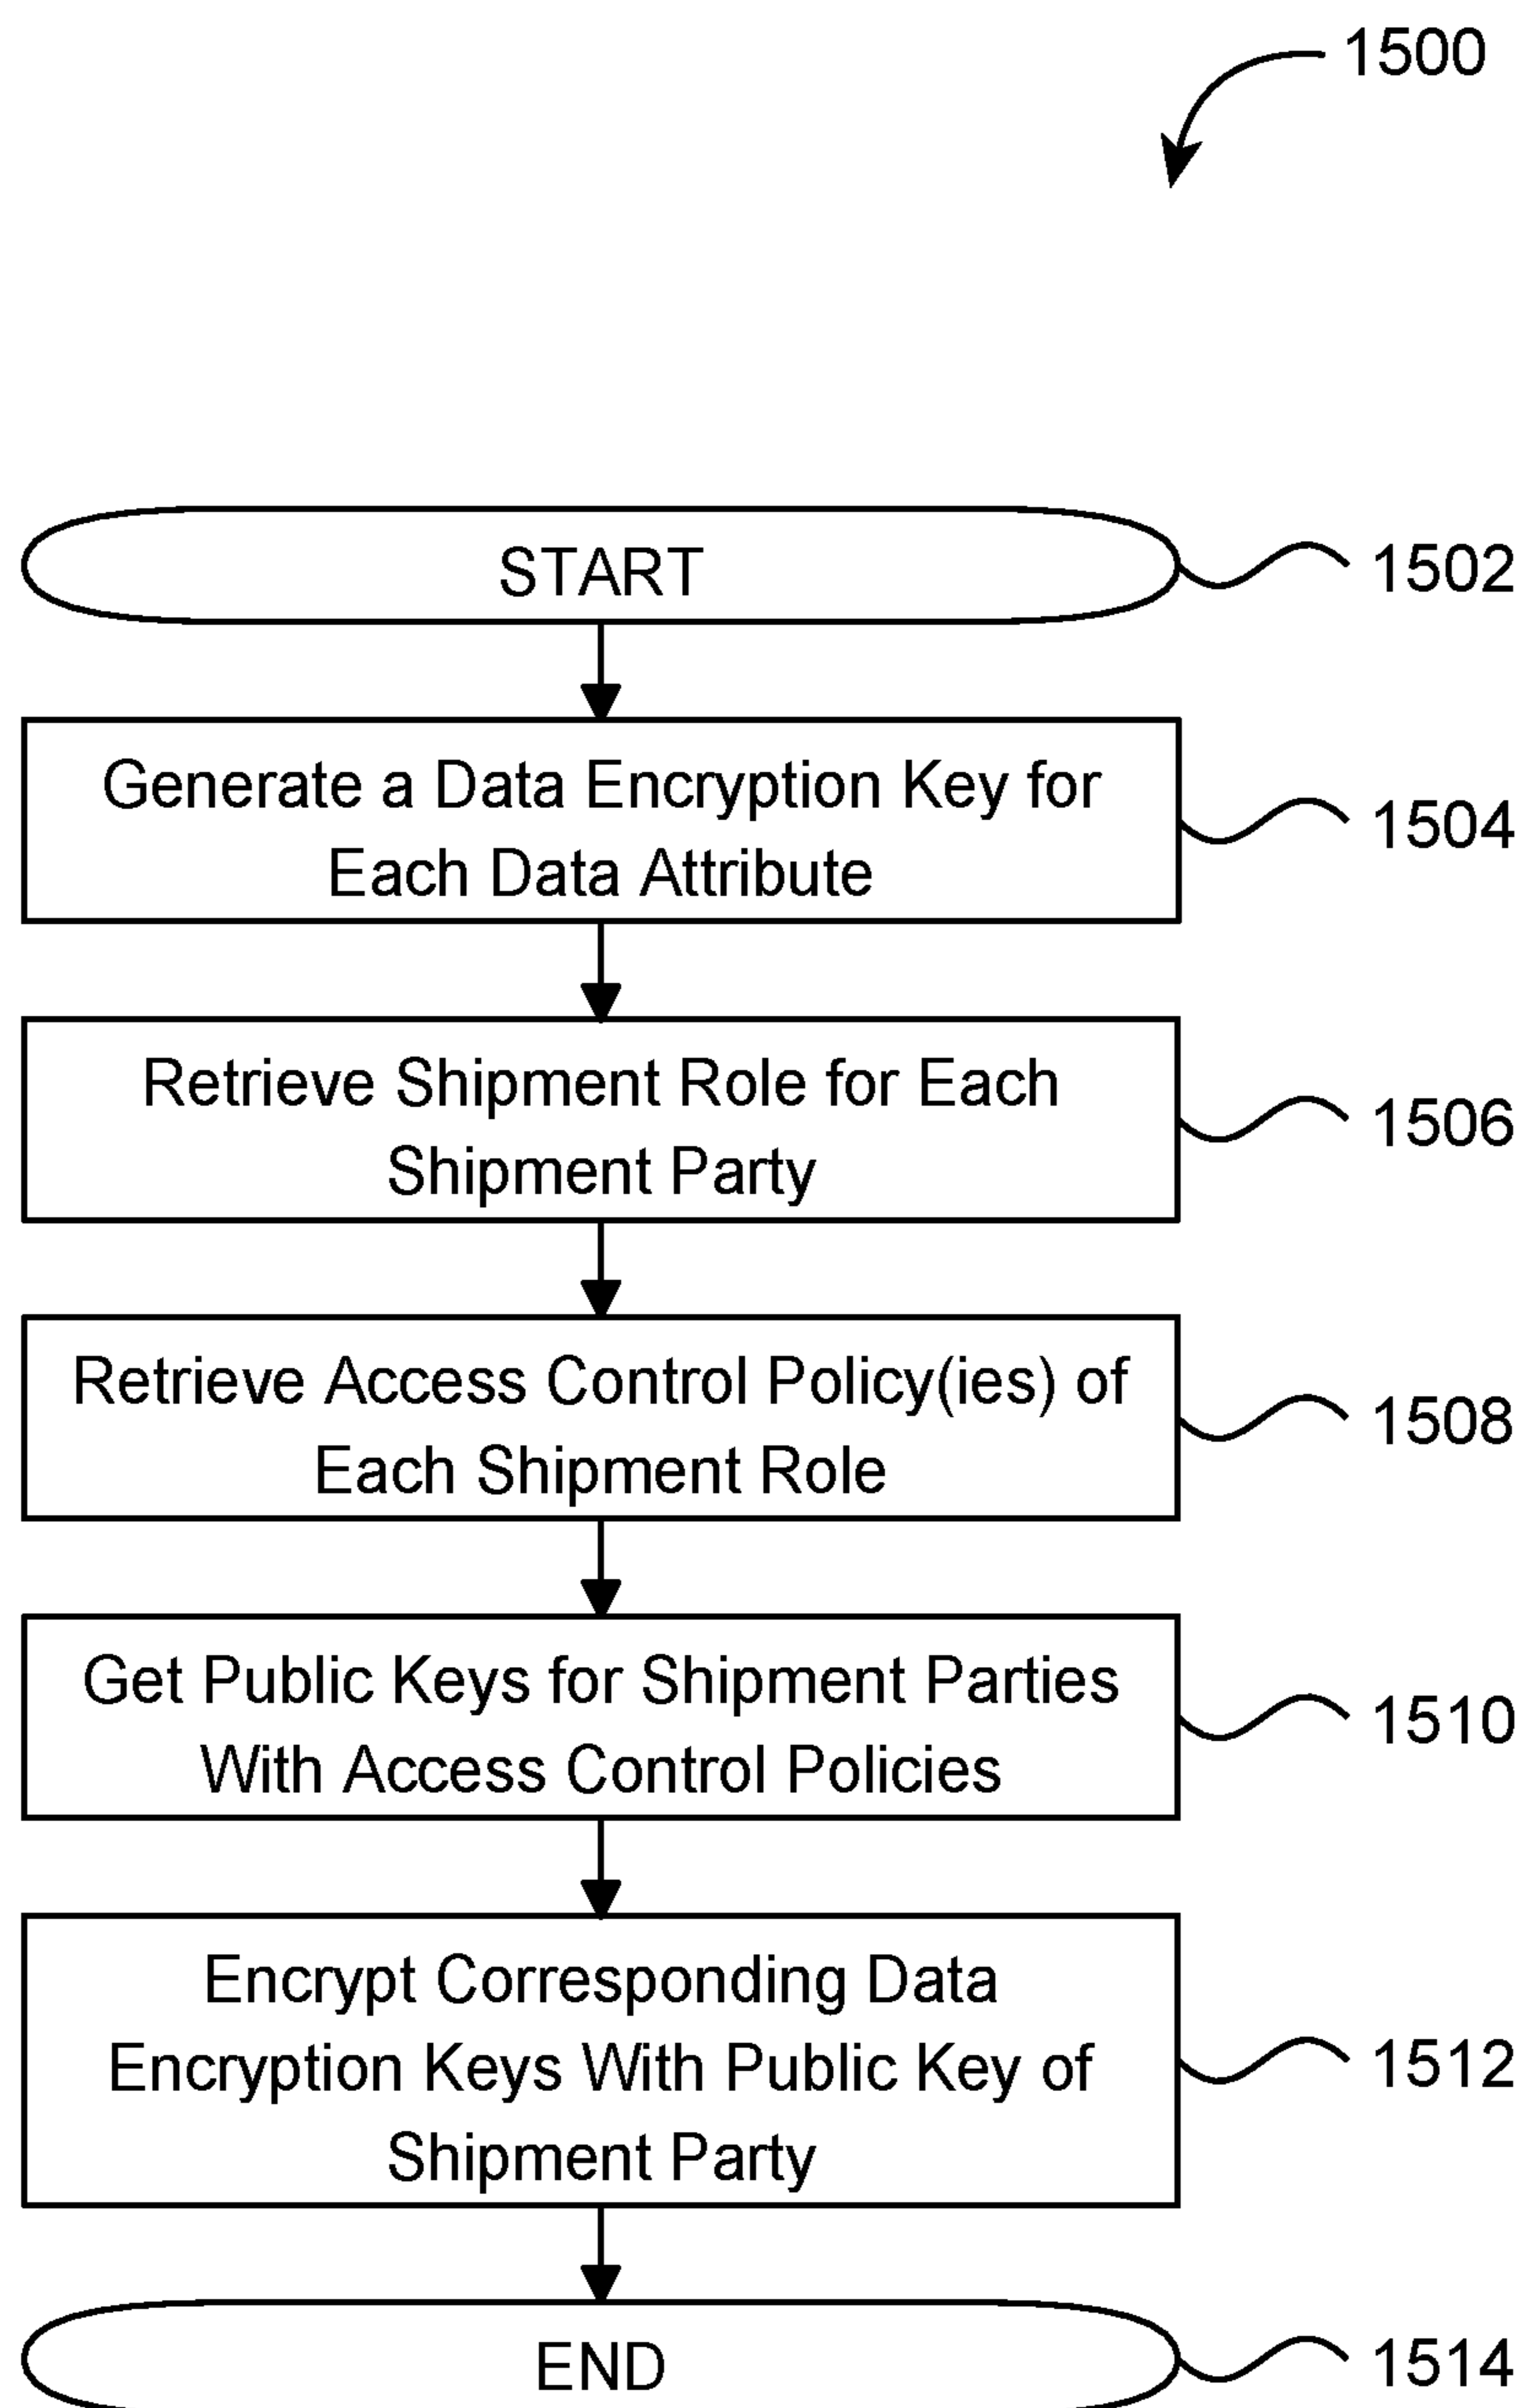 1500
START
1502
Generate a Data Encryption Key for
Each Data Attribute
1504
Retrieve Shipment Role for Each
Shipment Party
1506
Retrieve Access Control Policy(ies) of
Each Shipment Role
1508
Get Public Keys for Shipment Parties
With Access Control Policies
1510
Encrypt Corresponding Data
Encryption Keys With Public Key of
Shipment Party
1512
END
1514